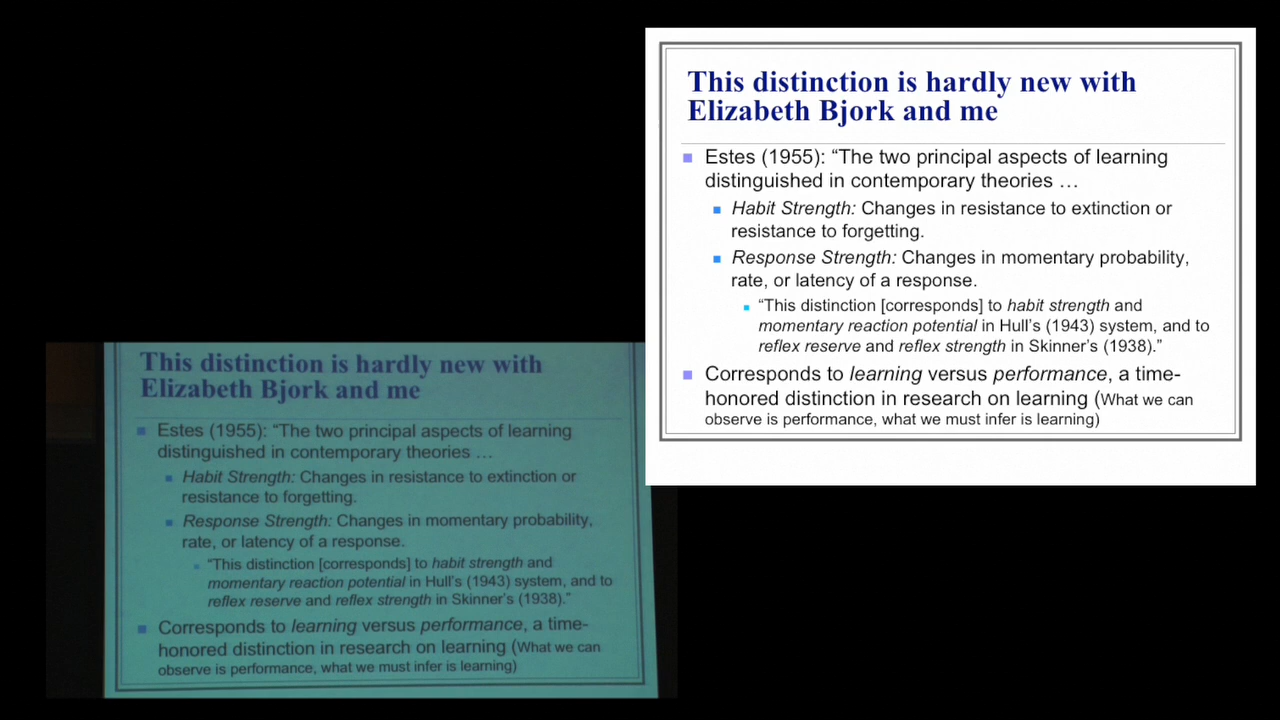 This distinction is hardly new with
Elizabeth Bjork and me
Estes (1955): “The two principal aspects of learning
distinguished in contemporary theories …
Habit Strength: Changes in resistance to extinction or
resistance to forgetting.
Response Strength: Changes in momentary probability,
rate, or latency of a response.
“This distinction [corresponds] to habit strength and
momentary reaction potential in Hull’s (1943) system, and to
reflex reserve and reflex strength in Skinner’s (1938).”
Corresponds to learning versus performance, a time-
honored distinction in research on learning (What we can
observe is performance, what we must infer is learning)
This distinction is hardly new with
Elizabeth Bjork and me
Estes (1955): “The two principal aspects of learning
distinguished in contemporary theories …
Habit Strength: Changes in resistance to extinction or
resistance to forgetting.
Response Strength: Changes in momentary probability,
rate, or latency of a response.
“This distinction [corresponds] to habit strength and
momentary reaction potential in Hull’s (1943) system, and to
reflex reserve and reflex strength in Skinner’s (1938).”
Corresponds to learning versus performance, a time-
honored distinction in research on learning (What we can
observe is performance, what we must infer is learning)